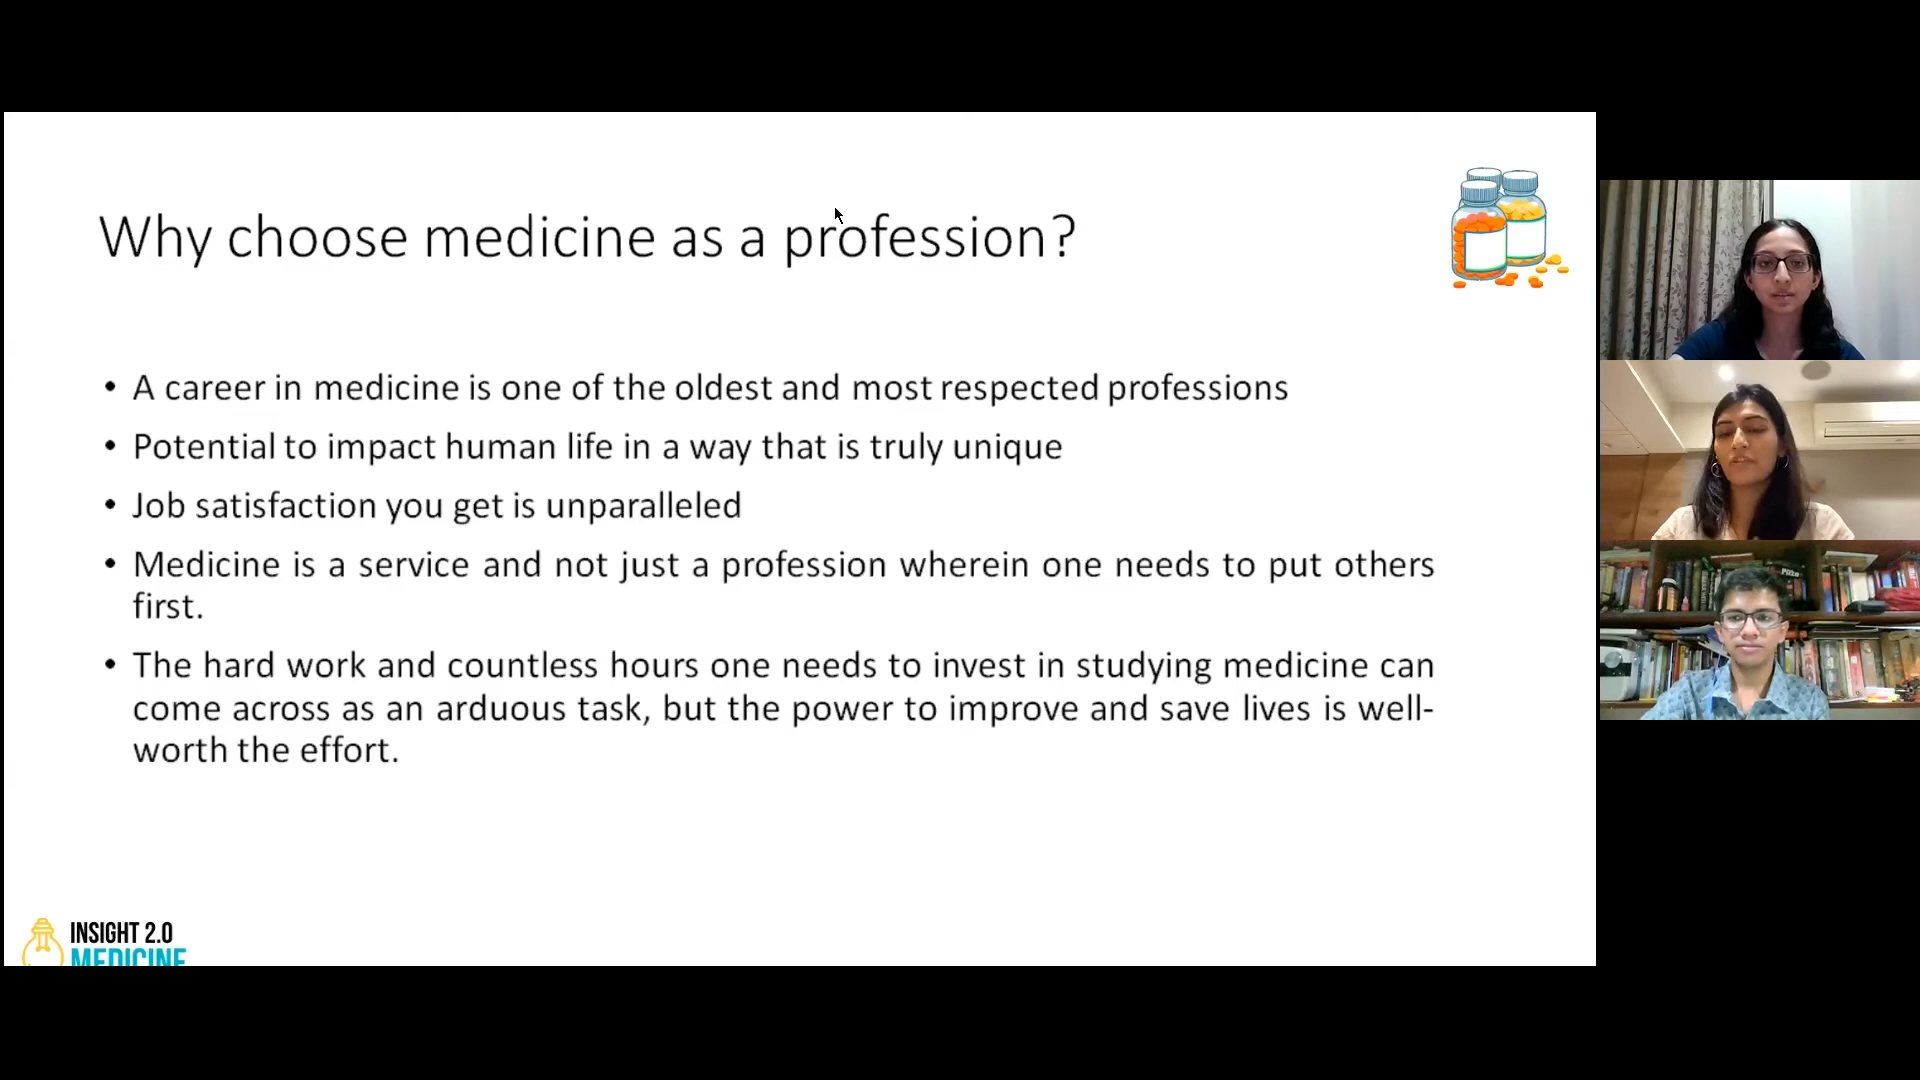 Why choose medicine as a profession?
• A career in medicine is one of the oldest and most respected professions
• Potential to impact human life in a way that is truly unique
• Job satisfaction you get is unparalleled
• Medicine is a service and not just a profession wherein one needs to put others
first.
• The hard work and countless hours one needs to invest in studying medicine can
come across as an arduous task, but the power to improve and save lives is well-
worth the effort.
INSIGHT 2.0
MEDICINE